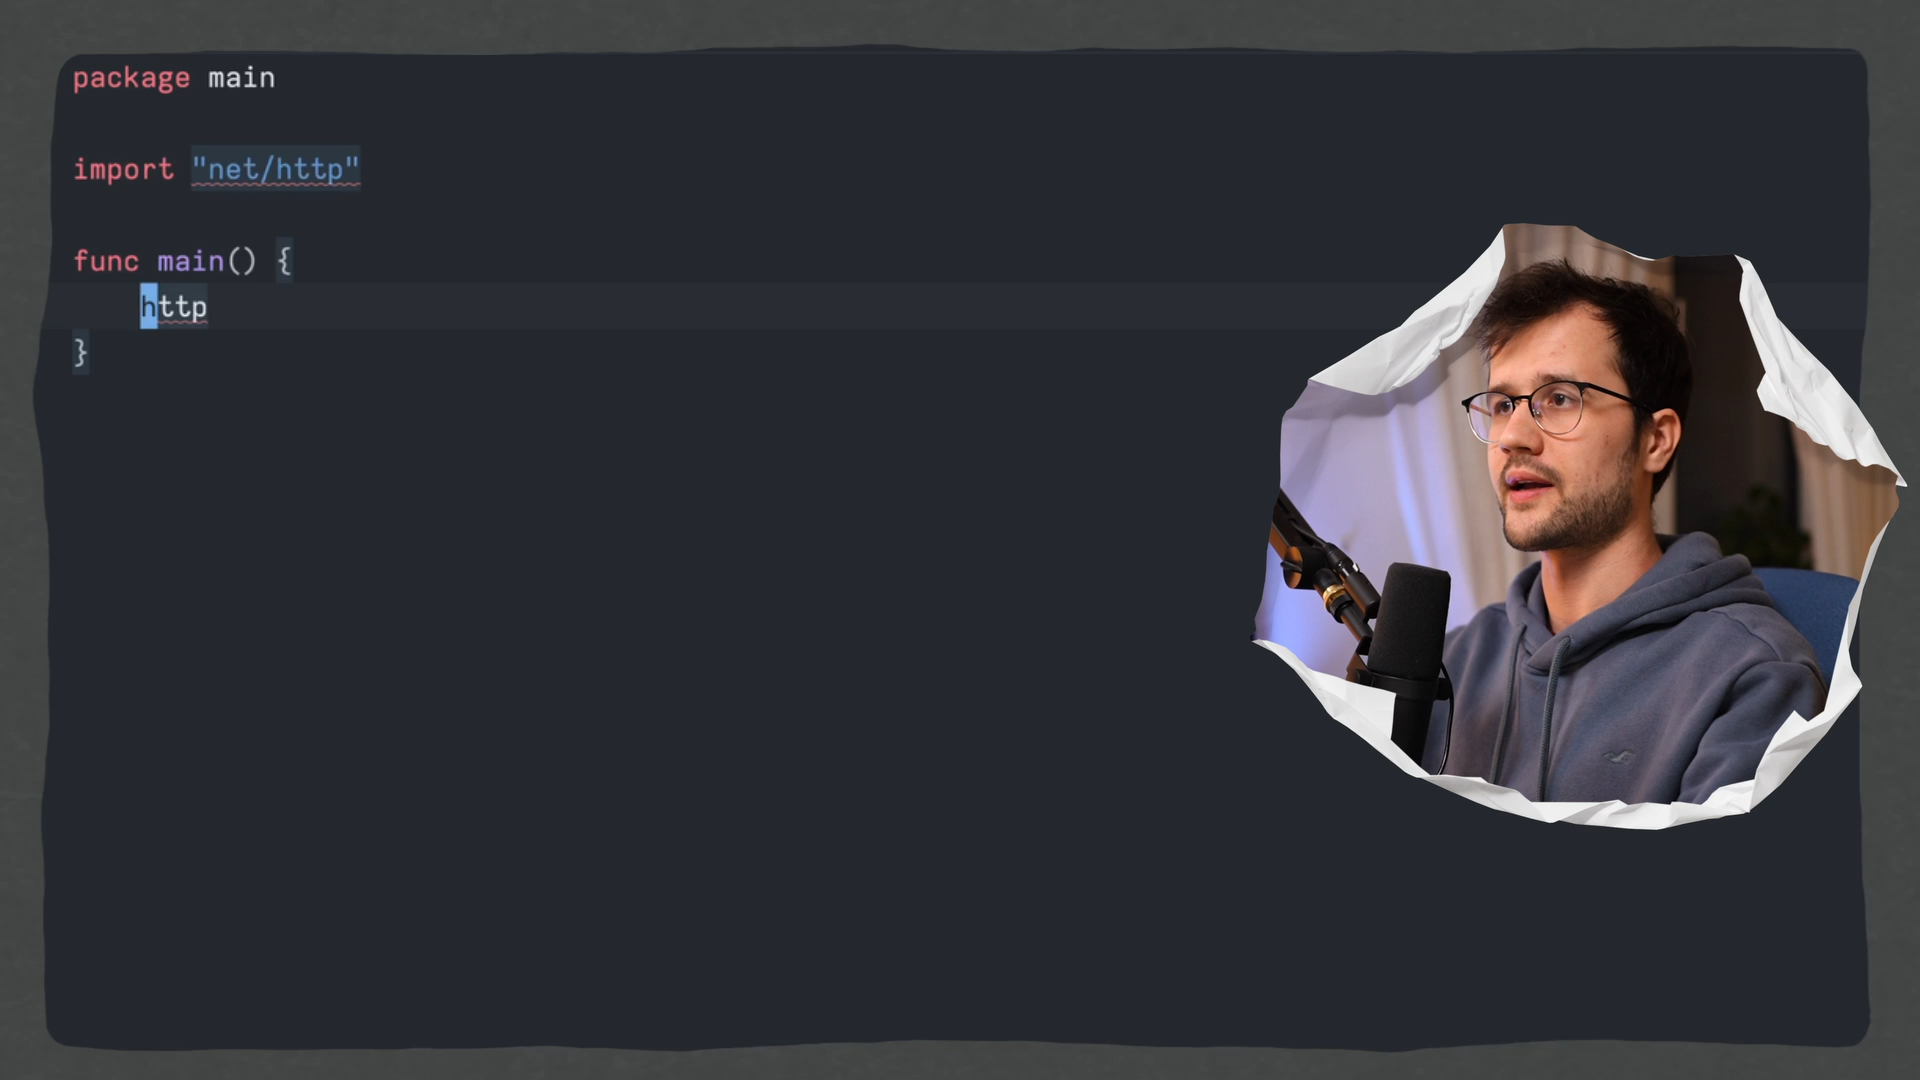 package main
import "net/http"
func main() {
http
}